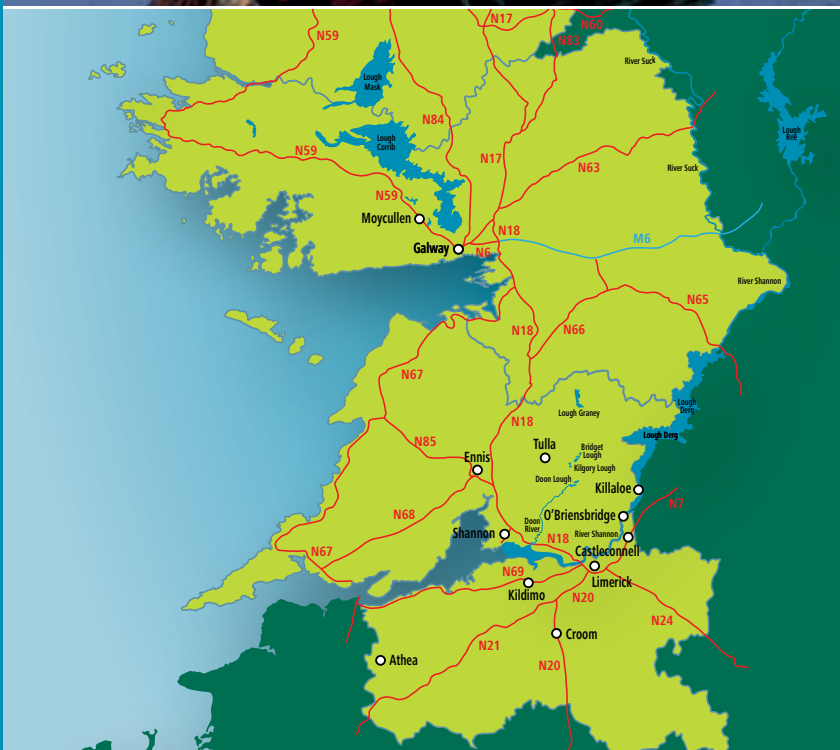 N17
N60
N59
N83
River Suck
Lough
Mask
Lough
Ree
N84
Lough
Corrib
N59
N17
N63
River Suck
N59
Moycullen
N18
M6
Galway
N6
River Shannon
N65
N18
N66
N67
Lough
Derg
Lough Graney
N18
Lough Derg
N85
Tulla
Bridget
Lough
Ennis
Kilgory Lough
Doon Lough
Killaloe
N7
N68
O'Briensbridge
Doon
River
Shannon
River Shannon
N18
Castleconnell
N67
N69
Limerick
Kildimo
N20
N24
Croom
N21
Athea
N20